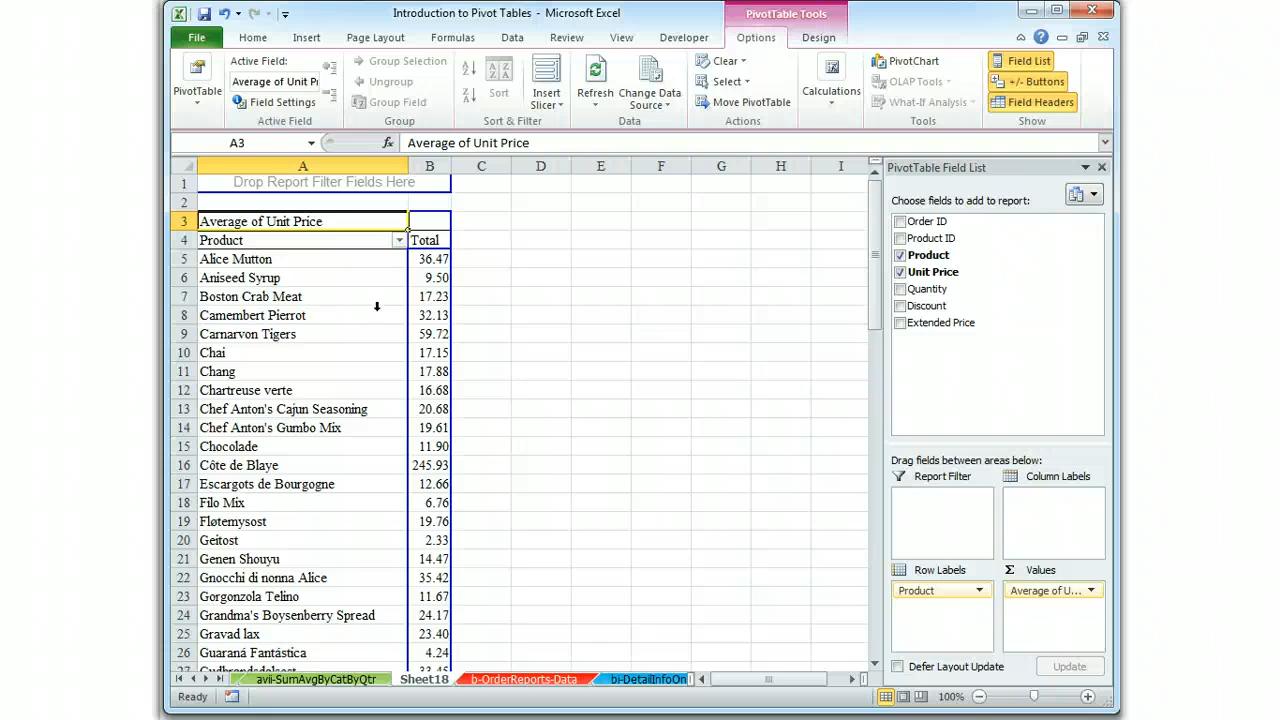 Introduction to Pivot Tables - Microsoft Excel
PivotTable Tools
File Home Insert Page Layout Formulas Data Review View Developer Options Design
PivotTable
Active Field:
Average of Unit Pr
Field Settings
Active Field
Group Selection
Ungroup
Group Field
Group
Sort
Insert Slicer
Sort & Filter
Refresh
Change Data Source
Data
Clear
Select
Move PivotTable
Actions
Calculations
PivotChart
OLAP Tools
What-If Analysis
Tools
Field List
+/- Buttons
Field Headers
Show
A3 fx Average of Unit Price
A B C D E F G H I
1 Drop Report Filter Fields Here
2
3 Average of Unit Price
4 Product Total
5 Alice Mutton 36.47
6 Aniseed Syrup 9.50
7 Boston Crab Meat 17.23
8 Camembert Pierrot 32.13
9 Carnarvon Tigers 59.72
10 Chai 17.15
11 Chang 17.88
12 Chartreuse verte 16.68
13 Chef Anton's Cajun Seasoning 20.68
14 Chef Anton's Gumbo Mix 19.61
15 Chocolade 11.90
16 Côte de Blaye 245.93
17 Escargots de Bourgogne 12.66
18 Filo Mix 6.76
19 Fløtemysost 19.76
20 Geitost 2.33
21 Genen Shouyu 14.47
22 Gnocchi di nonna Alice 35.42
23 Gorgonzola Telino 11.67
24 Grandma's Boysenberry Spread 24.17
25 Gravad lax 23.40
26 Guaraná Fantástica 4.24
27 Gudbrandsdalsost 33.45
PivotTable Field List
Choose fields to add to report:
Order ID
Product ID
Product
Unit Price
Quantity
Discount
Extended Price
Drag fields between areas below:
Report Filter
Column Labels
Row Labels
Σ Values
Product
Average of U...
Defer Layout Update
Update
avii-SumAvgByCatByQtr Sheet18 b-OrderReports-Data bi-DetailInfoOn
Ready
100%